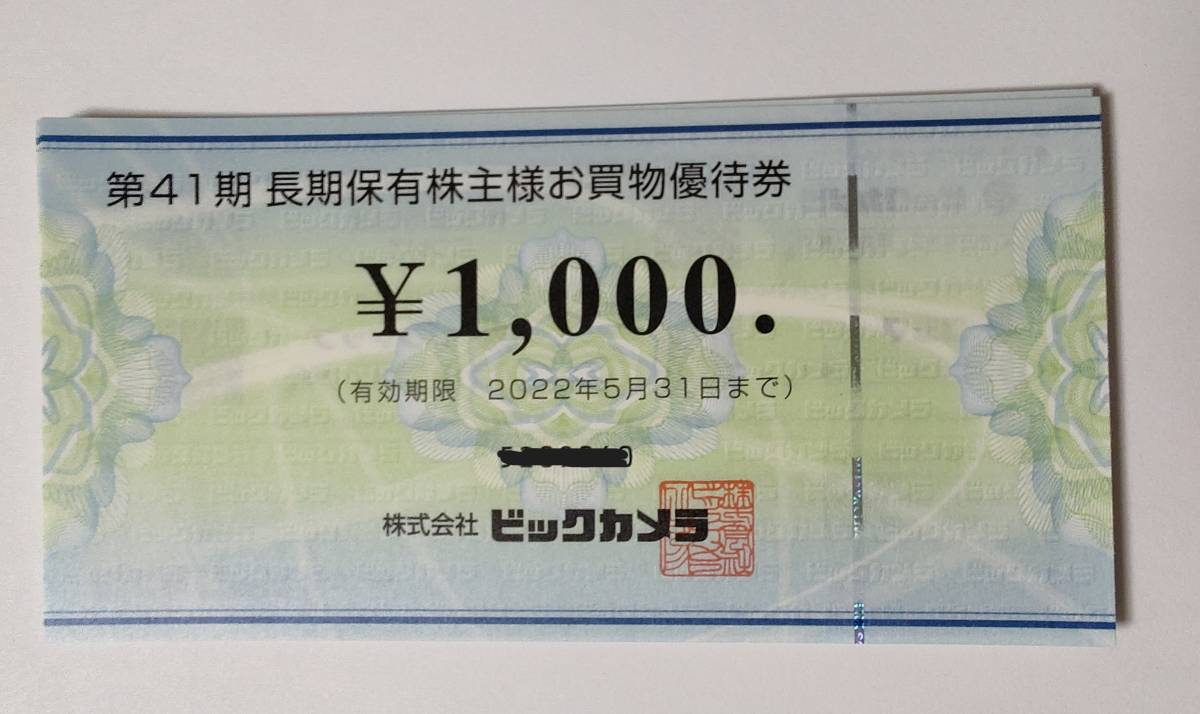 第41期 長期保有株主様お買物優待券
¥1,000.
（有効期限　2022年5月31日まで）
株式会社 ビックカメラ